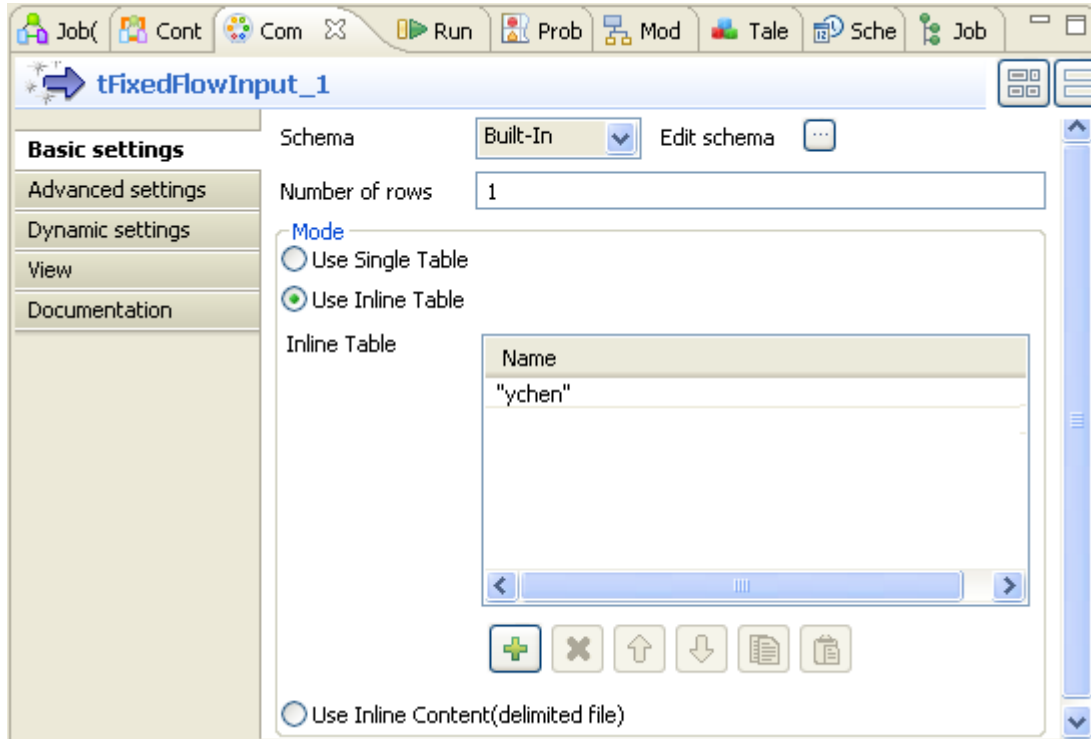 Job( Cont Com Run Prob Mod Tale Sche Job
tFixedFlowInput_1
Basic settings
Advanced settings
Dynamic settings
View
Documentation
Schema Built-In Edit schema ...
Number of rows 1
Mode
Use Single Table
Use Inline Table
Inline Table
Name
"ychen"
Use Inline Content(delimited file)